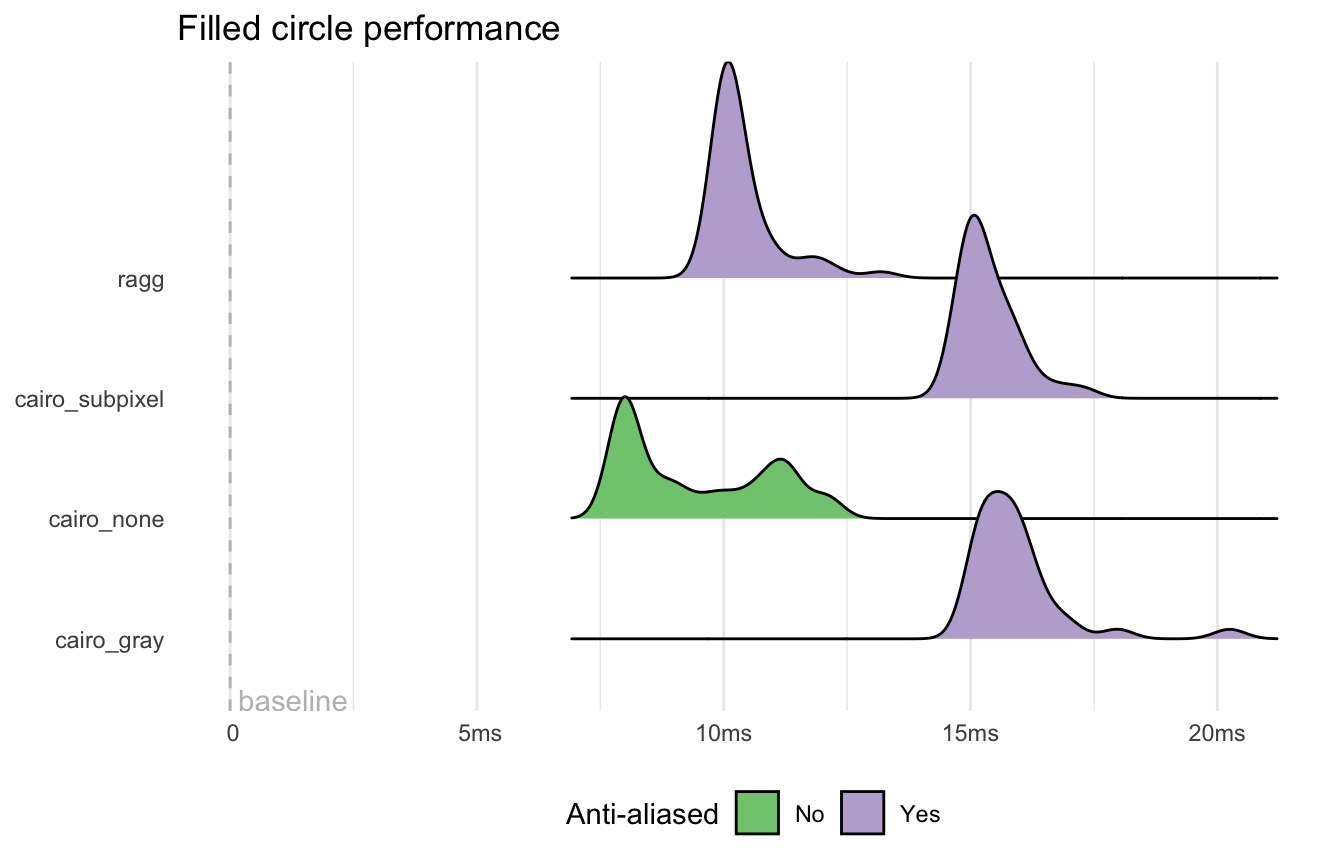 Filled circle performance
ragg
cairo_subpixel
cairo_none
cairo_gray
baseline
0 5ms 10ms 15ms 20ms
Anti-aliased No Yes